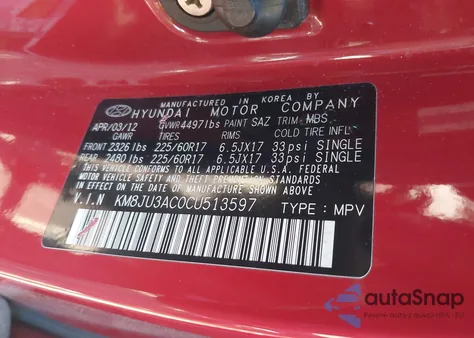 MANUFACTURED IN KOREA BY
HYUNDAI MOTOR COMPANY
APR/03/12 GVWR 4497lbs PAINT SAZ TRIM MBS
GAWR TIRES RIMS COLD TIRE INFL
FRONT 2326lbs 225/60R17 6.5JX17 33psi SINGLE
REAR 2480lbs 225/60R17 6.5JX17 33psi SINGLE
THIS VEHICLE CONFORMS TO ALL APPLICABLE U.S.A. FEDERAL
MOTOR VEHICLE SAFETY AND THEFT PREVENTION STANDARDS
IN EFFECT ON THE DATE OF MANUFACTURE SHOWN ABOVE.
V.I.N KM8JU3AC0CU513597 TYPE : MPV
autoSnap